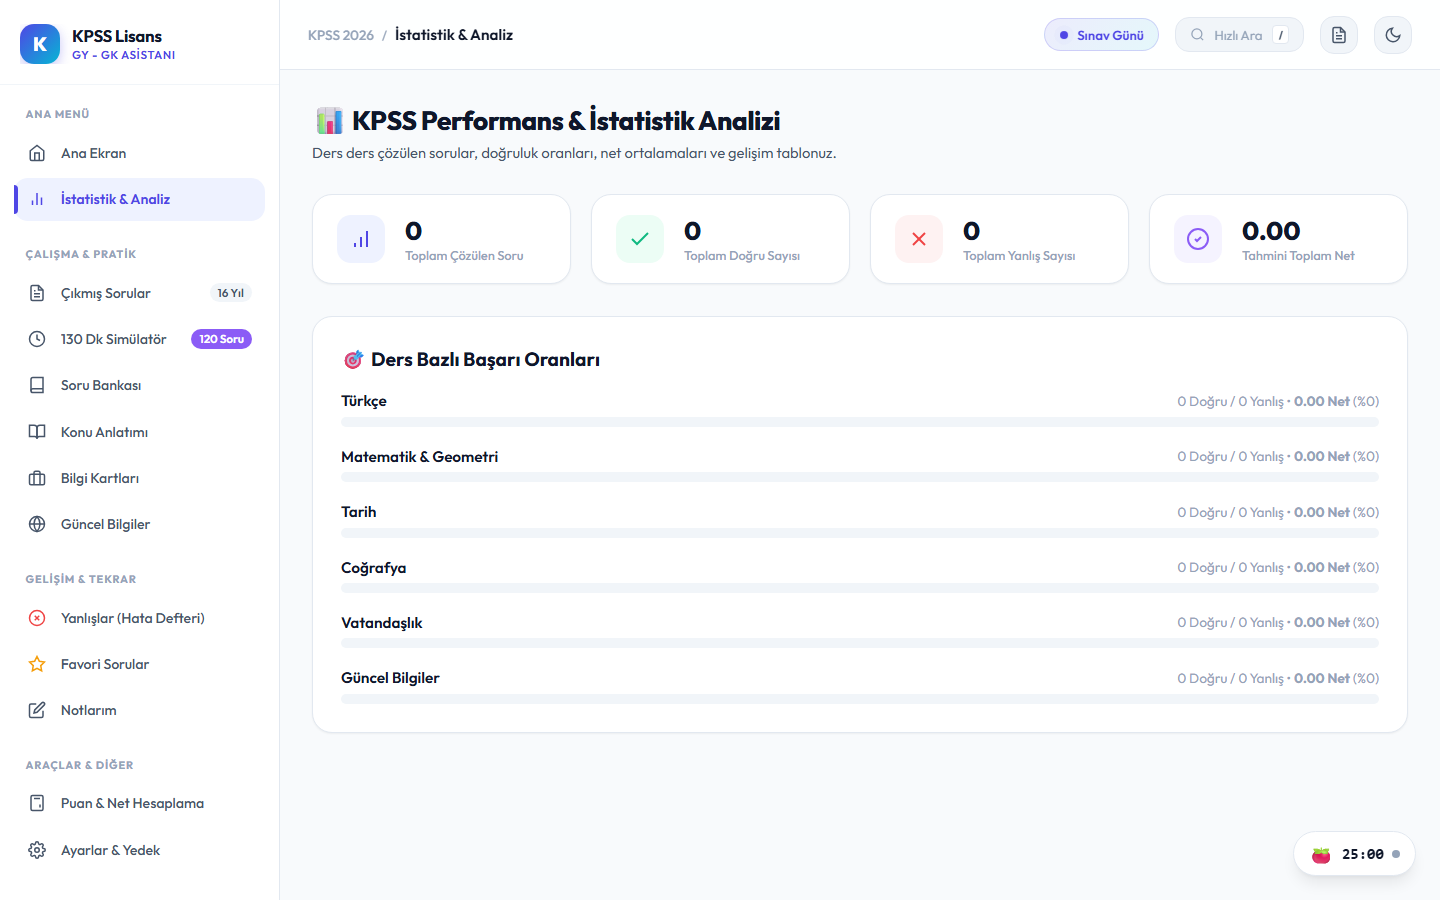 K
KPSS Lisans
GY - GK ASİSTANI
ANA MENÜ
Ana Ekran
İstatistik & Analiz
ÇALIŞMA & PRATİK
Çıkmış Sorular
16 Yıl
130 Dk Simülatör
120 Soru
Soru Bankası
Konu Anlatımı
Bilgi Kartları
Güncel Bilgiler
GELİŞİM & TEKRAR
Yanlışlar (Hata Defteri)
Favori Sorular
Notlarım
ARAÇLAR & DİĞER
Puan & Net Hesaplama
Ayarlar & Yedek
KPSS 2026 / İstatistik & Analiz
Sınav Günü
Hızlı Ara /
KPSS Performans & İstatistik Analizi
Ders ders çözülen sorular, doğruluk oranları, net ortalamaları ve gelişim tablonuz.
0
Toplam Çözülen Soru
0
Toplam Doğru Sayısı
0
Toplam Yanlış Sayısı
0.00
Tahmini Toplam Net
Ders Bazlı Başarı Oranları
Türkçe
0 Doğru / 0 Yanlış • 0.00 Net (%0)
Matematik & Geometri
0 Doğru / 0 Yanlış • 0.00 Net (%0)
Tarih
0 Doğru / 0 Yanlış • 0.00 Net (%0)
Coğrafya
0 Doğru / 0 Yanlış • 0.00 Net (%0)
Vatandaşlık
0 Doğru / 0 Yanlış • 0.00 Net (%0)
Güncel Bilgiler
0 Doğru / 0 Yanlış • 0.00 Net (%0)
25:00